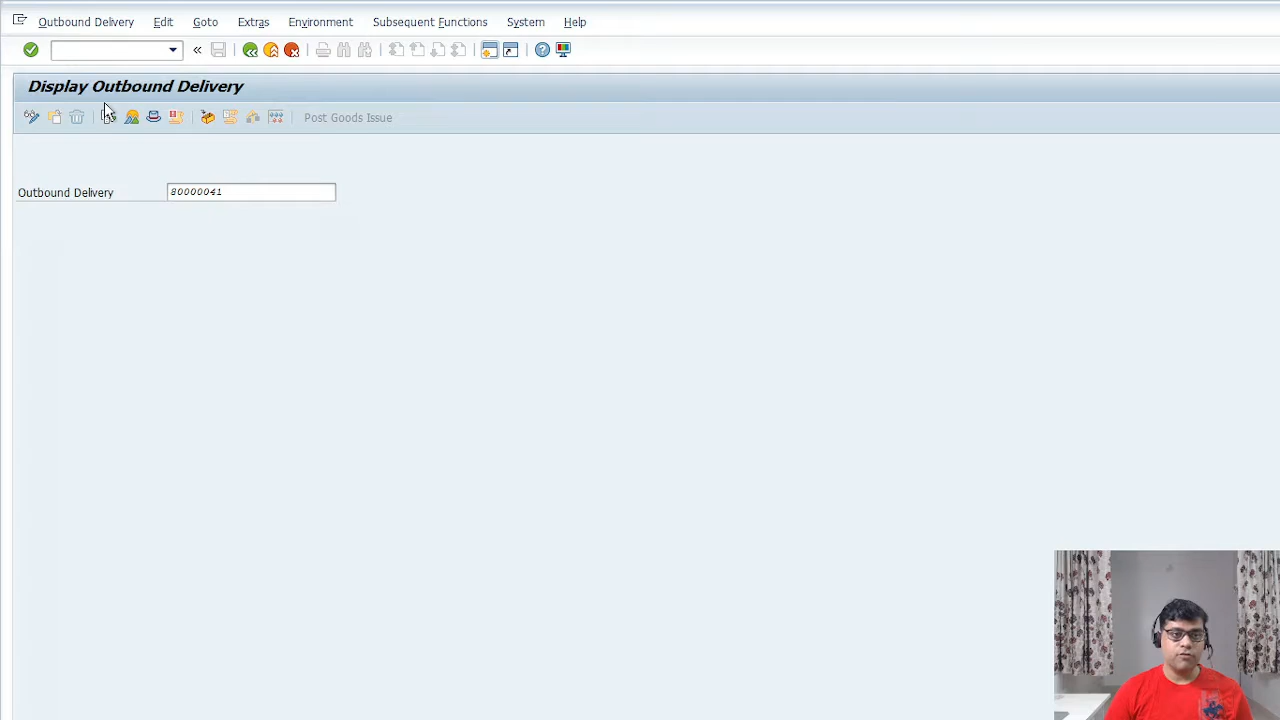 Outbound Delivery Edit Goto Extras Environment Subsequent Functions System Help
Display Outbound Delivery
Post Goods Issue
Outbound Delivery 80000041